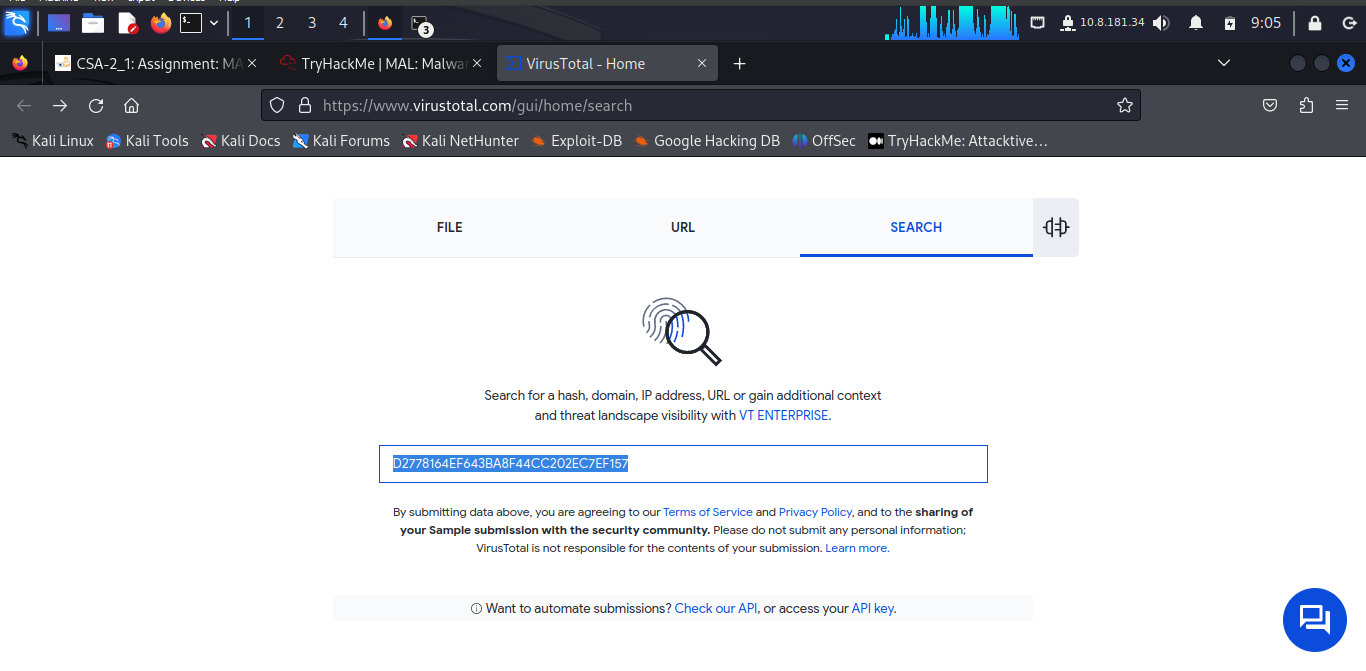 1 2 3 4 3 10.8.181.34 9:05
CSA-2_1: Assignment: MA TryHackMe | MAL: Malwar VirusTotal - Home
https://www.virustotal.com/gui/home/search
Kali Linux Kali Tools Kali Docs Kali Forums Kali NetHunter Exploit-DB Google Hacking DB OffSec TryHackMe: Attacktive…
FILE URL SEARCH
Search for a hash, domain, IP address, URL or gain additional context
and threat landscape visibility with VT ENTERPRISE.
D2778164EF643BA8F44CC202EC7EF157
By submitting data above, you are agreeing to our Terms of Service and Privacy Policy, and to the sharing of
your Sample submission with the security community. Please do not submit any personal information;
VirusTotal is not responsible for the contents of your submission. Learn more.
Want to automate submissions? Check our API, or access your API key.